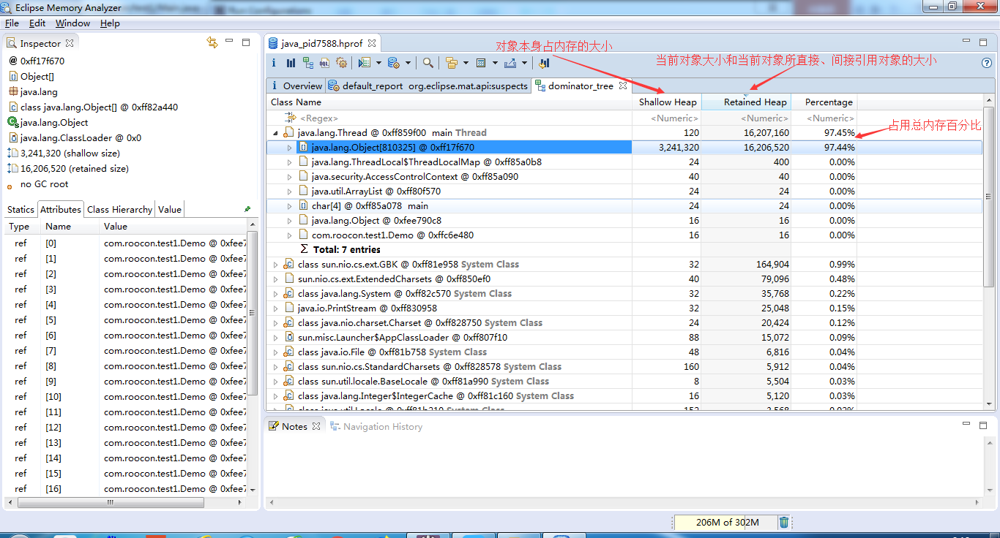 Eclipse Memory Analyzer
File Edit Window Help
Inspector
@ 0xff17f670
Object[]
java.lang
class java.lang.Object[] @ 0xff82a440
java.lang.Object
java.lang.ClassLoader @ 0x0
3,241,320 (shallow size)
16,206,520 (retained size)
no GC root
Statics Attributes Class Hierarchy Value
Type Name Value
ref [0] com.roocon.test1.Demo @ 0xfee7
ref [1] com.roocon.test1.Demo @ 0xfee7
ref [2] com.roocon.test1.Demo @ 0xfee7
ref [3] com.roocon.test1.Demo @ 0xfee7
ref [4] com.roocon.test1.Demo @ 0xfee7
ref [5] com.roocon.test1.Demo @ 0xfee7
ref [6] com.roocon.test1.Demo @ 0xfee7
ref [7] com.roocon.test1.Demo @ 0xfee7
ref [8] com.roocon.test1.Demo @ 0xfee7
ref [9] com.roocon.test1.Demo @ 0xfee7
ref [10] com.roocon.test1.Demo @ 0xfee7
ref [11] com.roocon.test1.Demo @ 0xfee7
ref [12] com.roocon.test1.Demo @ 0xfee7
ref [13] com.roocon.test1.Demo @ 0xfee7
ref [14] com.roocon.test1.Demo @ 0xfee7
ref [15] com.roocon.test1.Demo @ 0xfee7
ref [16] com.roocon.test1.Demo @ 0xfee7
java_pid7588.hprof
对象本身占内存的大小
当前对象大小和当前对象所直接、间接引用对象的大小
OQL
i Overview default_report org.eclipse.mat.api:suspects dominator_tree
Class Name Shallow Heap Retained Heap Percentage
<Regex> <Numeric> <Numeric> <Numeric>
占用总内存百分比
java.lang.Thread @ 0xff859f00 main Thread 120 16,207,160 97.45%
java.lang.Object[810325] @ 0xff17f670 3,241,320 16,206,520 97.44%
java.lang.ThreadLocal$ThreadLocalMap @ 0xff85a0b8 24 400 0.00%
java.security.AccessControlContext @ 0xff85a090 40 40 0.00%
java.util.ArrayList @ 0xff80f570 24 24 0.00%
char[4] @ 0xff85a078 main 24 24 0.00%
java.lang.Object @ 0xfee790c8 16 16 0.00%
com.roocon.test1.Demo @ 0xffc6e480 16 16 0.00%
Σ Total: 7 entries
class sun.nio.cs.ext.GBK @ 0xff81e958 System Class 32 164,904 0.99%
sun.nio.cs.ext.ExtendedCharsets @ 0xff850ef0 40 79,096 0.48%
class java.lang.System @ 0xff82c570 System Class 32 35,768 0.22%
java.io.PrintStream @ 0xff830958 32 25,048 0.15%
class java.nio.charset.Charset @ 0xff828750 System Class 24 20,424 0.12%
sun.misc.Launcher$AppClassLoader @ 0xff807f10 88 15,072 0.09%
class java.io.File @ 0xff81b758 System Class 48 6,816 0.04%
class sun.nio.cs.StandardCharsets @ 0xff828578 System Class 160 5,912 0.04%
class sun.util.locale.BaseLocale @ 0xff81a990 System Class 8 5,504 0.03%
class java.lang.Integer$IntegerCache @ 0xff81c160 System Class 16 5,120 0.03%
Notes Navigation History
206M of 302M